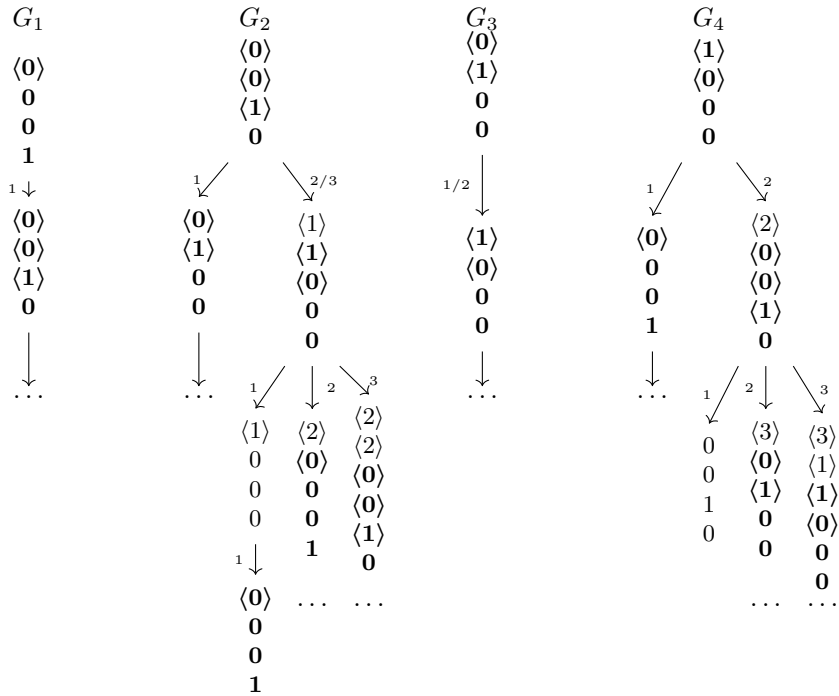 G₁ G₂ G₃ G₄
⟨0⟩ ⟨0⟩ ⟨0⟩ ⟨1⟩
0 ⟨0⟩ ⟨1⟩ ⟨0⟩
0 ⟨1⟩ 0 0
1 0 0 0
1 1 2/3 1/2 1 2
⟨0⟩ ⟨0⟩ ⟨1⟩ ⟨1⟩ ⟨0⟩ ⟨2⟩
⟨0⟩ ⟨1⟩ ⟨1⟩ ⟨0⟩ 0 ⟨0⟩
⟨1⟩ 0 ⟨0⟩ 0 0 ⟨0⟩
0 0 0 0 1 ⟨1⟩
0 0
1 2 3 1 2 3
... ... ... ...
⟨1⟩ ⟨2⟩ ⟨2⟩ 0 ⟨3⟩ ⟨3⟩
0 ⟨0⟩ ⟨2⟩ 0 ⟨0⟩ ⟨1⟩
0 0 ⟨0⟩ 1 ⟨1⟩ ⟨1⟩
0 0 ⟨0⟩ 0 0 ⟨0⟩
1 ⟨1⟩ 0 0
1 0 0
⟨0⟩ ... ... ... ...
0
0
1